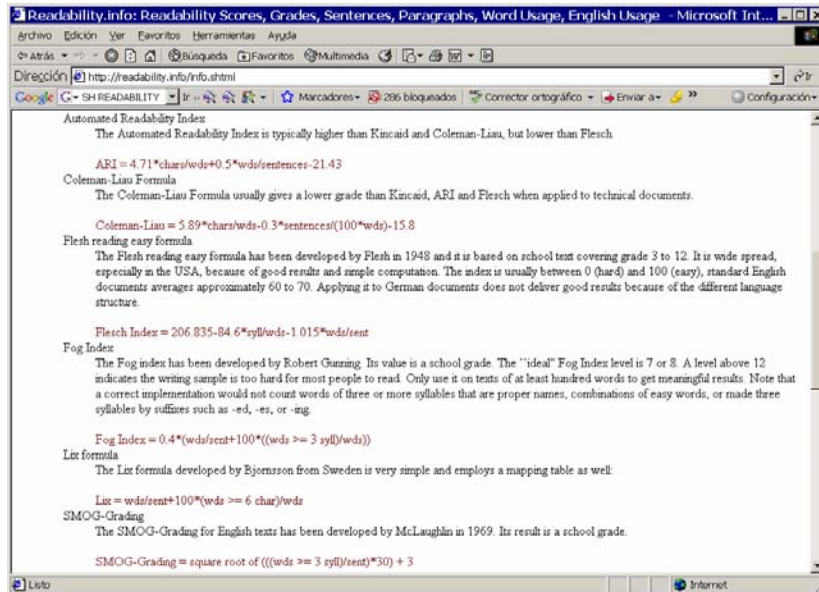 Readability.info: Readability Scores, Grades, Sentences, Paragraphs, Word Usage, English Usage - Microsoft Int...
Archivo Edición Ver Favoritos Herramientas Ayuda
Atrás Búsqueda Favoritos Multimedia
Dirección http://readability.info/info.shtml Ir
Google SH READABILITY Ir Marcadores 286 bloqueados Corrector ortográfico Enviar a Configuración
Automated Readability Index
The Automated Readability Index is typically higher than Kincaid and Coleman-Liau, but lower than Flesch.
ARI = 4.71*chars/wds+0.5*wds/sentences-21.43
Coleman-Liau Formula
The Coleman-Liau Formula usually gives a lower grade than Kincaid, ARI and Flesch when applied to technical documents.
Coleman-Liau = 5.89*chars/wds-0.3*sentences/(100*wds)-15.8
Flesh reading easy formula
The Flesh reading easy formula has been developed by Flesh in 1948 and it is based on school text covering grade 3 to 12. It is wide spread,
especially in the USA, because of good results and simple computation. The index is usually between 0 (hard) and 100 (easy), standard English
documents averages approximately 60 to 70. Applying it to German documents does not deliver good results because of the different language
structure.
Flesch Index = 206.835-84.6*syll/wds-1.015*wds/sent
Fog Index
The Fog index has been developed by Robert Gunning. Its value is a school grade. The ``ideal'' Fog Index level is 7 or 8. A level above 12
indicates the writing sample is too hard for most people to read. Only use it on texts of at least hundred words to get meaningful results. Note that
a correct implementation would not count words of three or more syllables that are proper names, combinations of easy words, or made three
syllables by suffixes such as -ed, -es, or -ing.
Fog Index = 0.4*(wds/sent+100*((wds >= 3 syll)/wds))
Lix formula
The Lix formula developed by Bjornsson from Sweden is very simple and employs a mapping table as well:
Lix = wds/sent+100*(wds >= 6 char)/wds
SMOG-Grading
The SMOG-Grading for English texts has been developed by McLaughlin in 1969. Its result is a school grade.
SMOG-Grading = square root of (((wds >= 3 syll)/sent)*30) + 3
Listo Internet